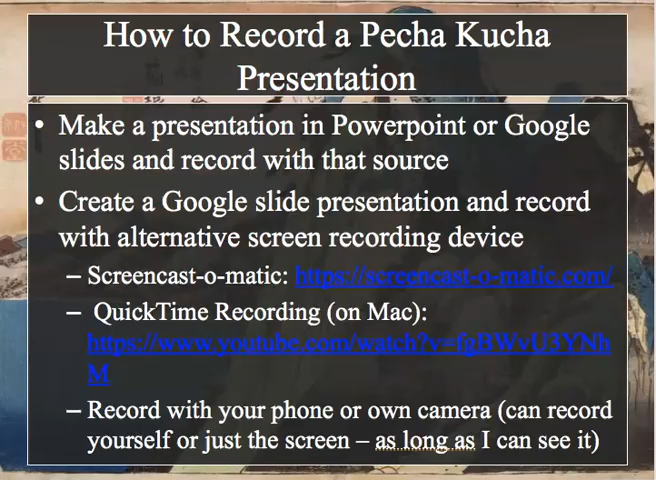 How to Record a Pecha Kucha
Presentation
• Make a presentation in Powerpoint or Google
slides and record with that source
• Create a Google slide presentation and record
with alternative screen recording device
– Screencast-o-matic: https://screencast-o-matic.com/
– QuickTime Recording (on Mac):
https://www.youtube.com/watch?v=fgBWvU3YNh
M
– Record with your phone or own camera (can record
yourself or just the screen – as long as I can see it)